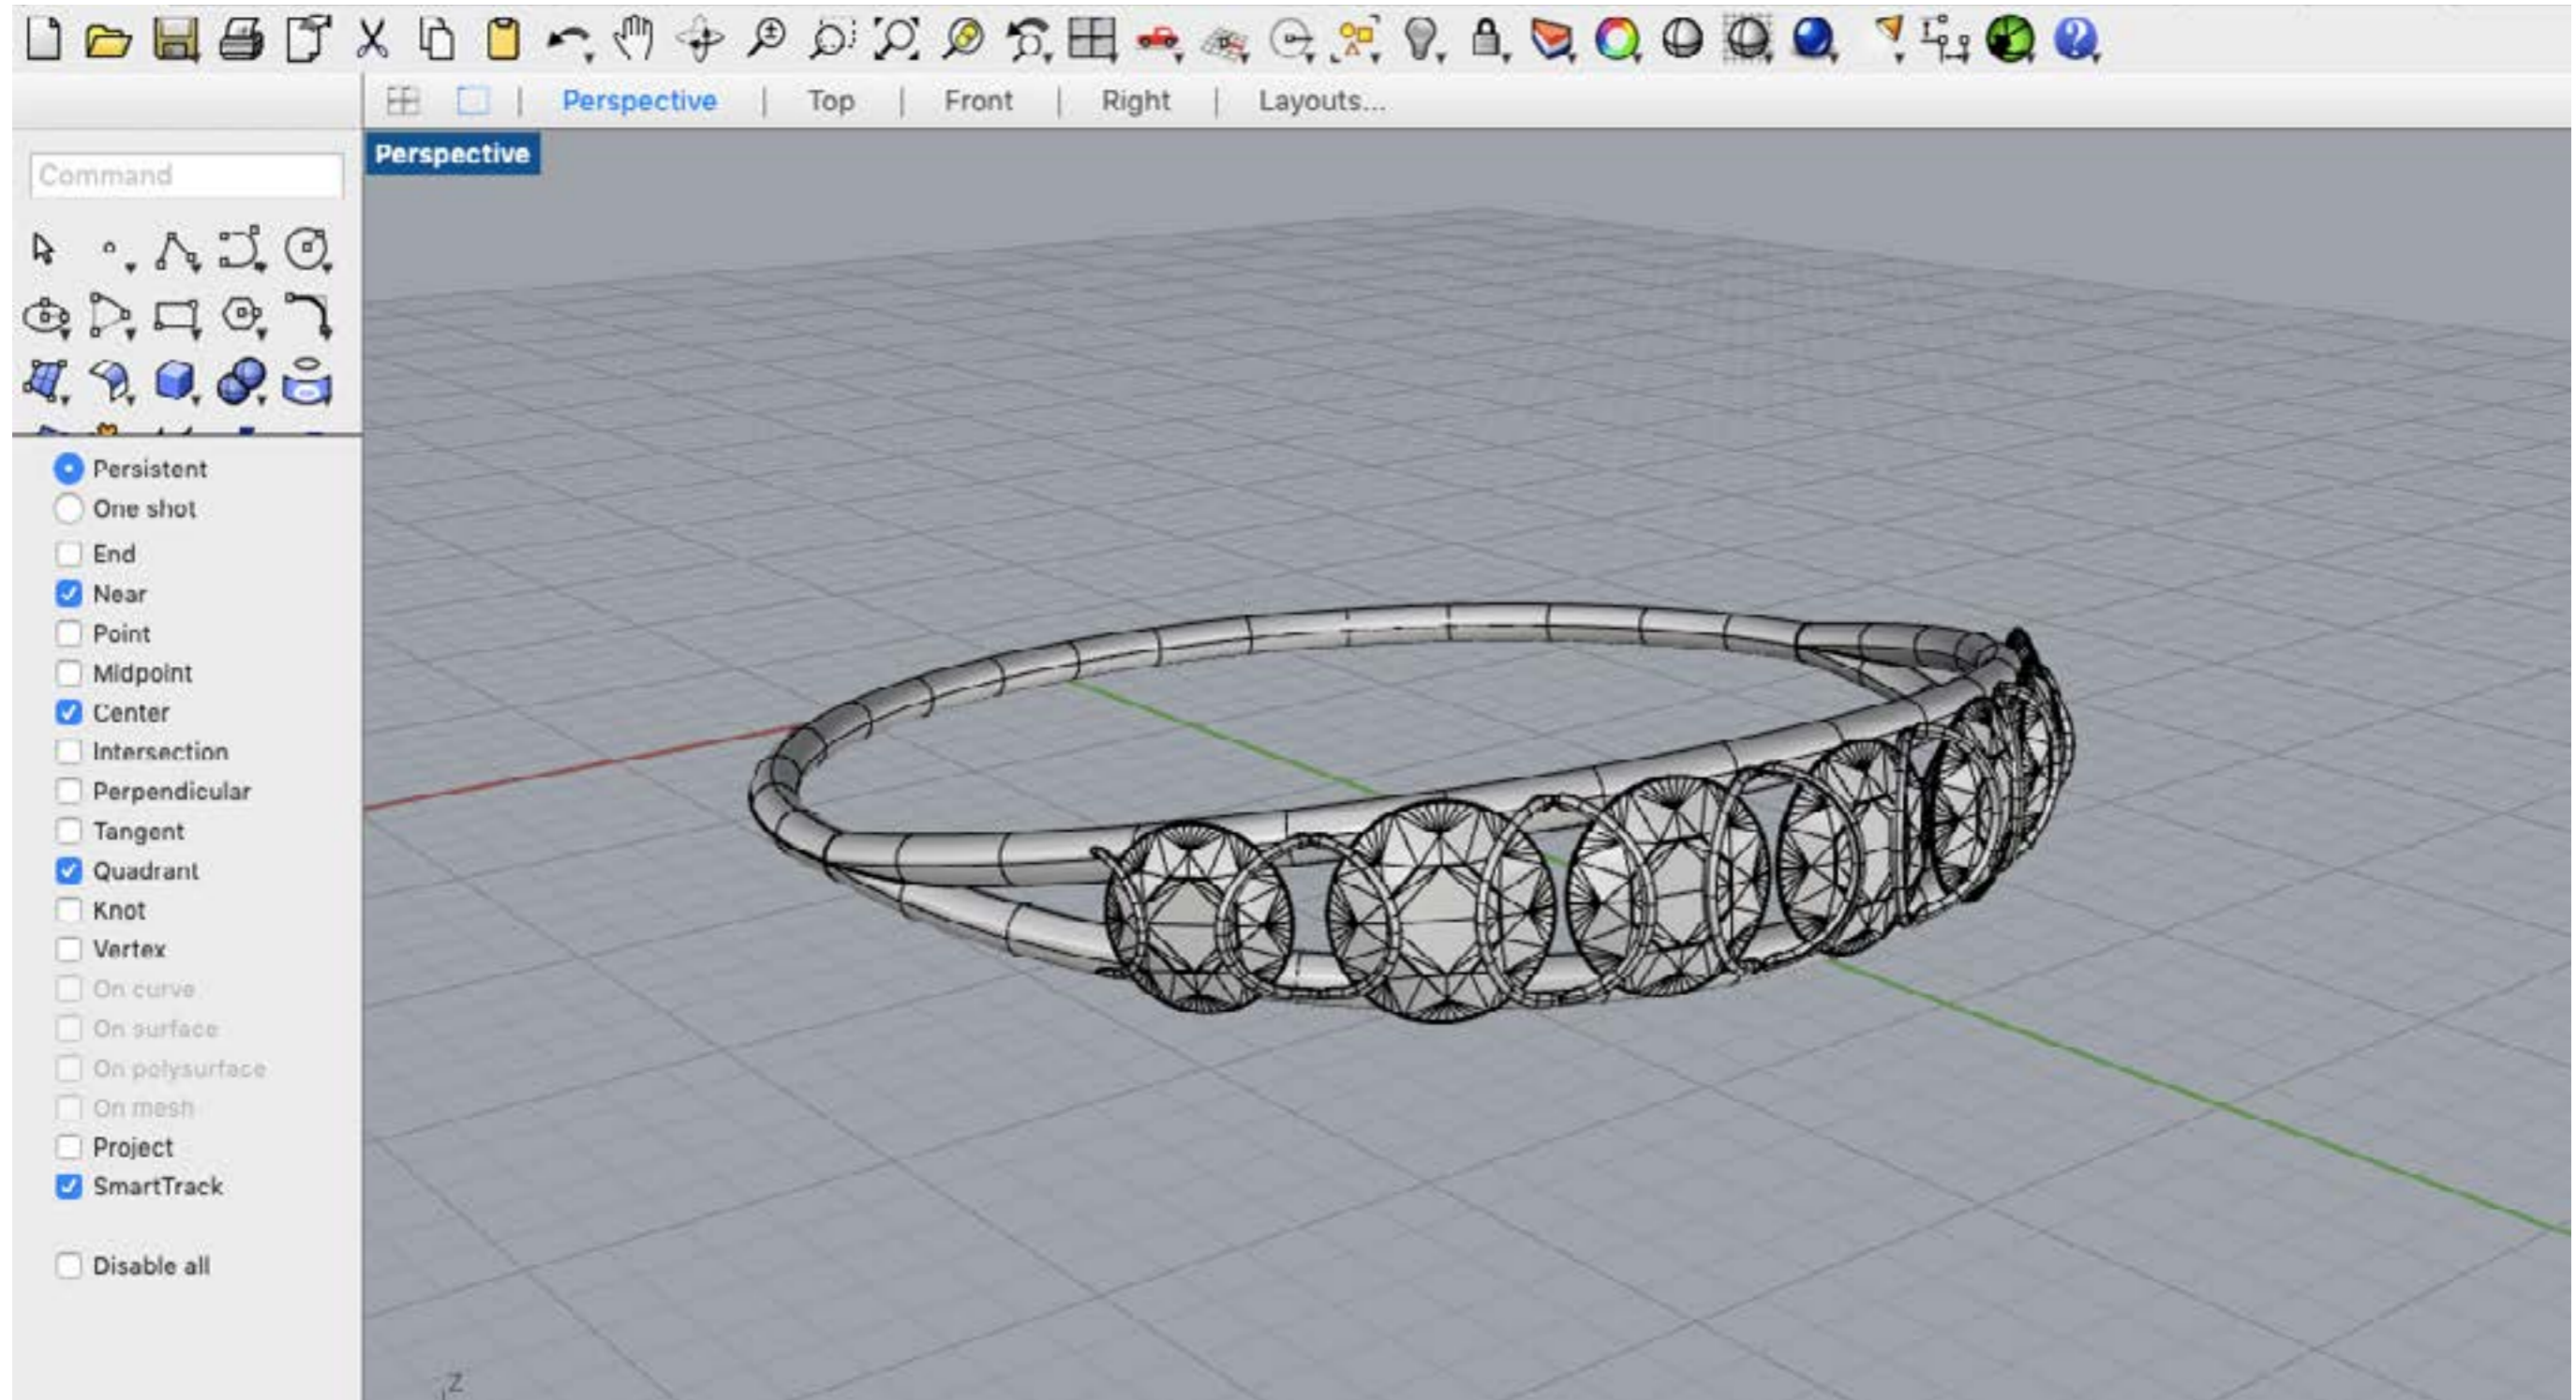 Perspective | Top | Front | Right | Layouts...
Perspective
Command
Persistent
One shot
End
Near
Point
Midpoint
Center
Intersection
Perpendicular
Tangent
Quadrant
Knot
Vertex
On curve
On surface
On polysurface
On mesh
Project
SmartTrack
Disable all
z